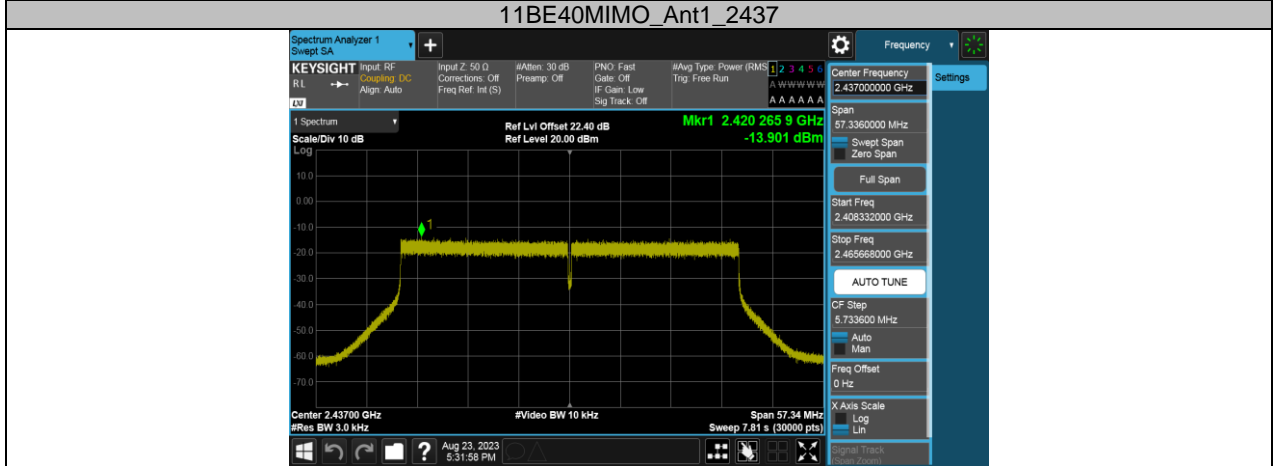 11BE40MIMO_Ant1_2437
Spectrum Analyzer 1
Swept SA
Frequency
KEYSIGHT
RL
LXI
Input: RF
Coupling: DC
Align: Auto
Input Z: 50 Ω
Corrections: Off
Freq Ref: Int (S)
#Atten: 30 dB
Preamp: Off
PNO: Fast
Gate: Off
IF Gain: Low
Sig Track: Off
#Avg Type: Power (RMS
Trig: Free Run
1 2 3 4 5 6
A W W W W W
A A A A A A
1 Spectrum
Scale/Div 10 dB
Log
Ref Lvl Offset 22.40 dB
Ref Level 20.00 dBm
Mkr1 2.420 265 9 GHz
-13.901 dBm
10.0
0.00
-10.0
-20.0
-30.0
-40.0
-50.0
-60.0
-70.0
1
Center 2.43700 GHz
#Res BW 3.0 kHz
#Video BW 10 kHz
Span 57.34 MHz
Sweep 7.81 s (30000 pts)
Aug 23, 2023
5:31:58 PM
Center Frequency
2.437000000 GHz
Settings
Span
57.3360000 MHz
Swept Span
Zero Span
Full Span
Start Freq
2.408332000 GHz
Stop Freq
2.465668000 GHz
AUTO TUNE
CF Step
5.733600 MHz
Auto
Man
Freq Offset
0 Hz
X Axis Scale
Log
Lin
Signal Track
(Span Zoom)